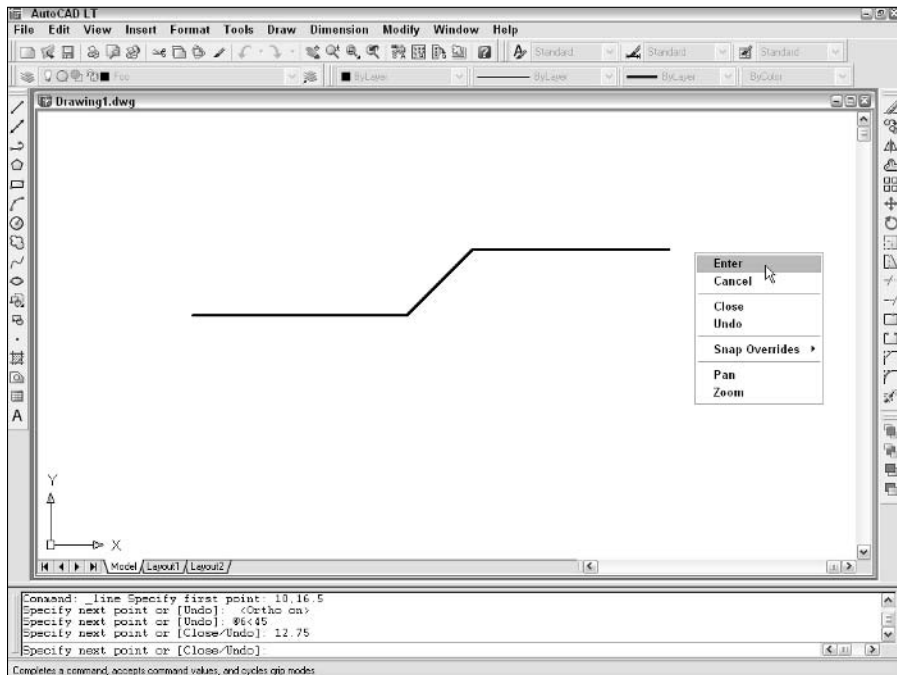 AutoCAD LT
File Edit View Insert Format Tools Draw Dimension Modify Window Help
Standard Standard Standard
Foo ByLayer ByLayer ByLayer ByColor
Drawing1.dwg
Enter
Cancel
Close
Undo
Snap Overrides
Pan
Zoom
A
Y
X
Model Layout1 Layout2
Command: _line Specify first point: 10,16.5
Specify next point or [Undo]: <Ortho on>
Specify next point or [Undo]: @6<45
Specify next point or [Close/Undo]: 12.75
Specify next point or [Close/Undo]:
Completes a command, accepts command values, and cycles grip modes